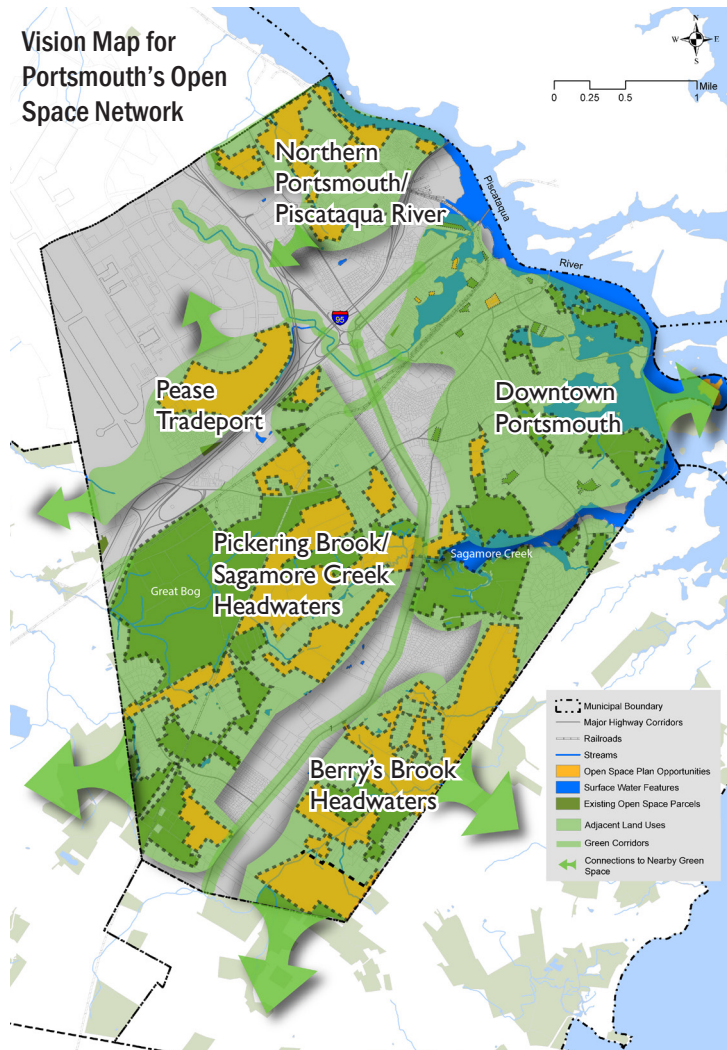 Vision Map for
Portsmouth's Open
Space Network
N
W
E
S
Mile
0
0.25
0.5
1
Northern
Portsmouth/
Piscataqua River
Piscataqua
River
95
Pease
Tradeport
Downtown
Portsmouth
Pickering Brook/
Sagamore Creek
Headwaters
Great Bog
Sagamore Creek
Berry's Brook
Headwaters
Municipal Boundary
Major Highway Corridors
Railroads
Streams
Open Space Plan Opportunities
Surface Water Features
Existing Open Space Parcels
Adjacent Land Uses
Green Corridors
Connections to Nearby Green
Space